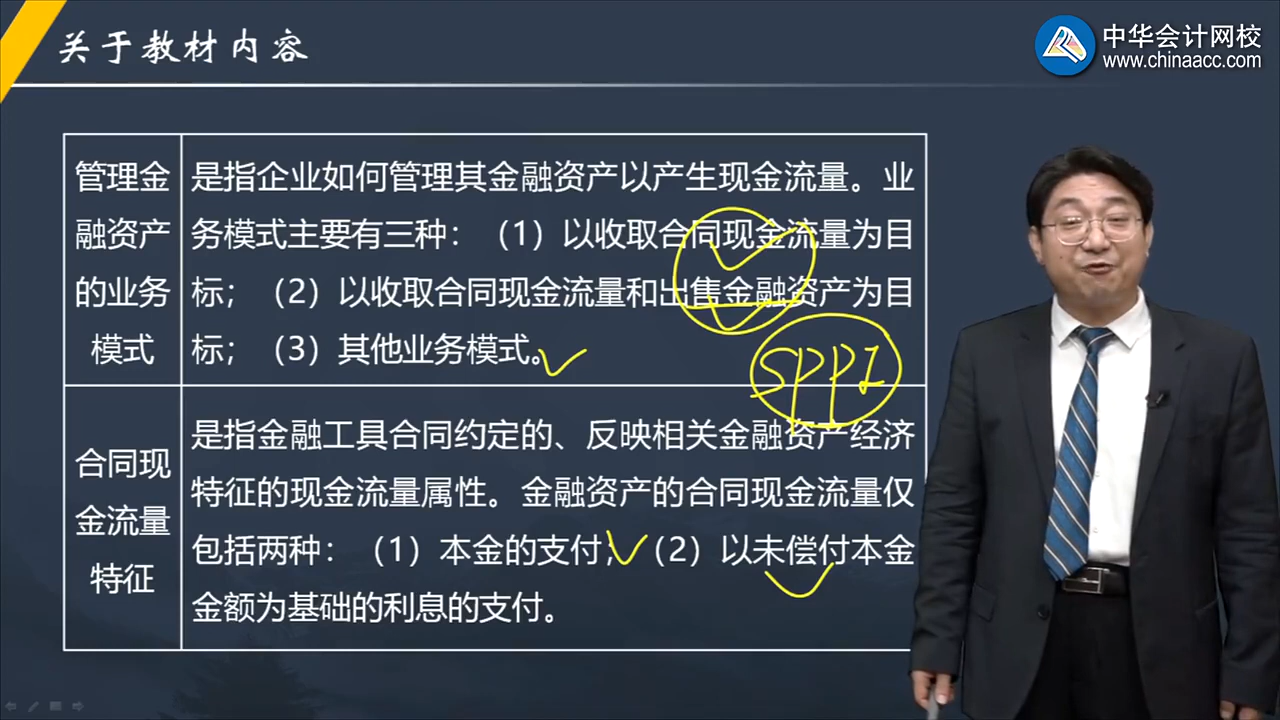 关于教材内容
中华会计网校
www.chinaacc.com
管理金
融资产
的业务
模式
是指企业如何管理其金融资产以产生现金流量。业
务模式主要有三种：（1）以收取合同现金流量为目
标；（2）以收取合同现金流量和出售金融资产为目
标；（3）其他业务模式。
SPPI
合同现
金流量
特征
是指金融工具合同约定的、反映相关金融资产经济
特征的现金流量属性。金融资产的合同现金流量仅
包括两种：（1）本金的支付；（2）以未偿付本金
金额为基础的利息的支付。